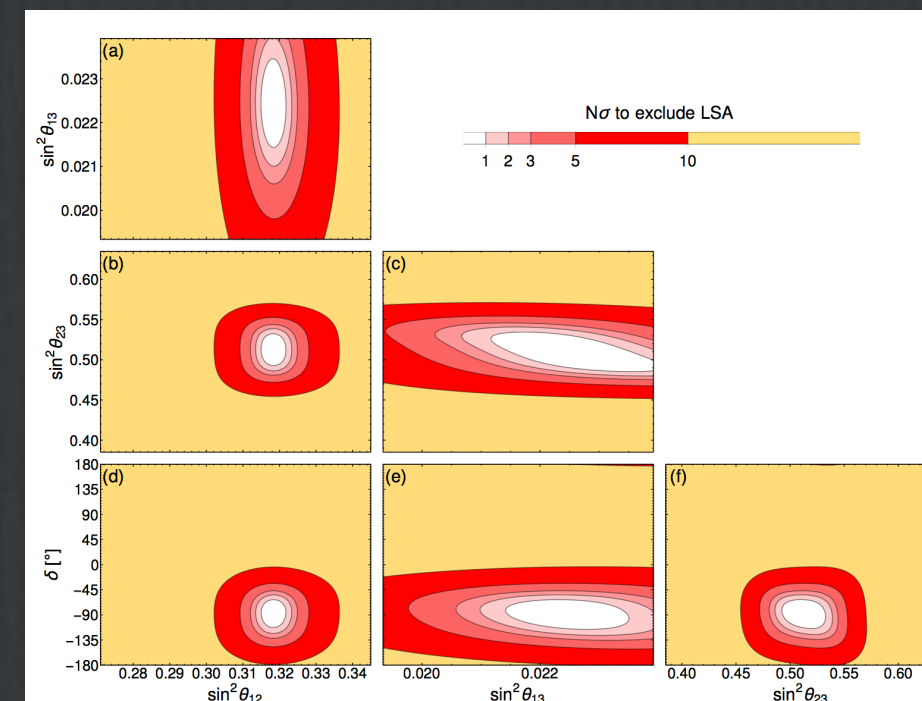 (a)
0.023
0.022
0.021
0.020
sin²θ₁₃
Nσ to exclude LSA
1 2 3 5 10
(b)
(c)
0.60
0.55
0.50
0.45
0.40
sin²θ₂₃
(d)
(e)
(f)
180
135
90
45
0
−45
−90
−135
−180
δ [°]
0.28 0.29 0.30 0.31 0.32 0.33 0.34
0.020 0.022
0.40 0.45 0.50 0.55 0.60
sin²θ₁₂
sin²θ₁₃
sin²θ₂₃